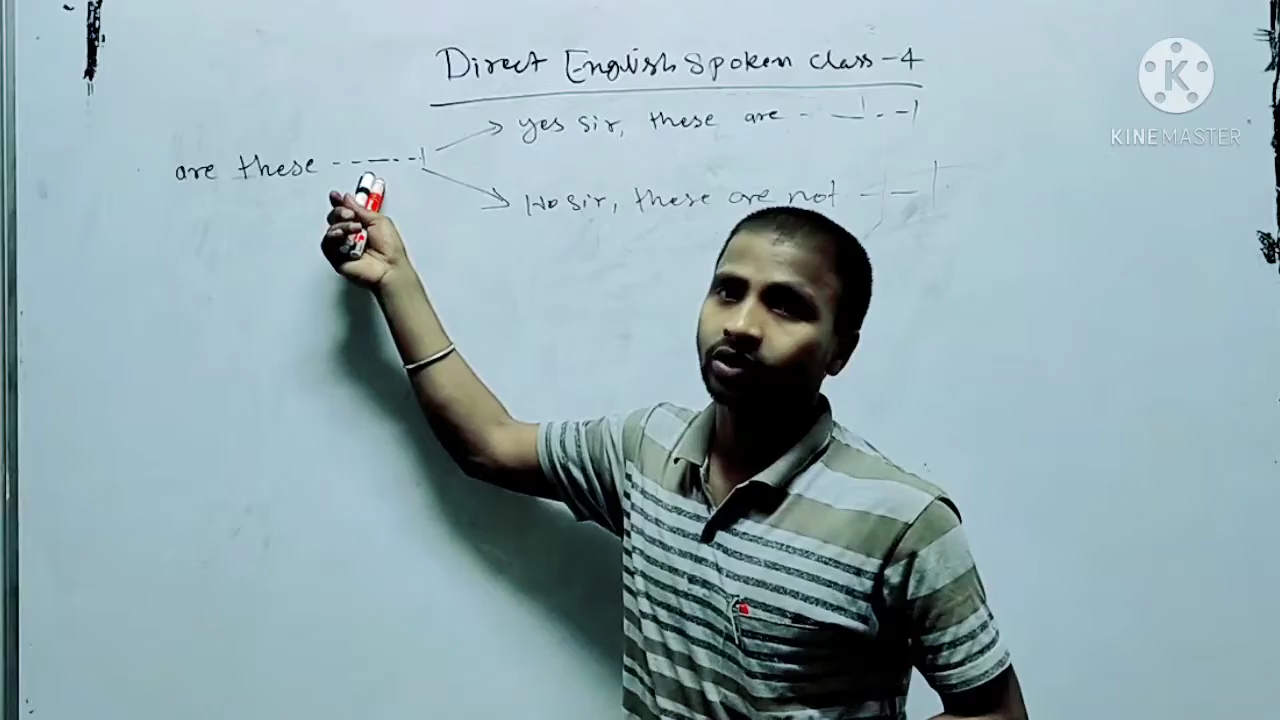 Direct English Spoken class-4
yes sir, these are - — . - |
are these - - - - - - |
No sir, these are not - | - |
K
KINEMASTER